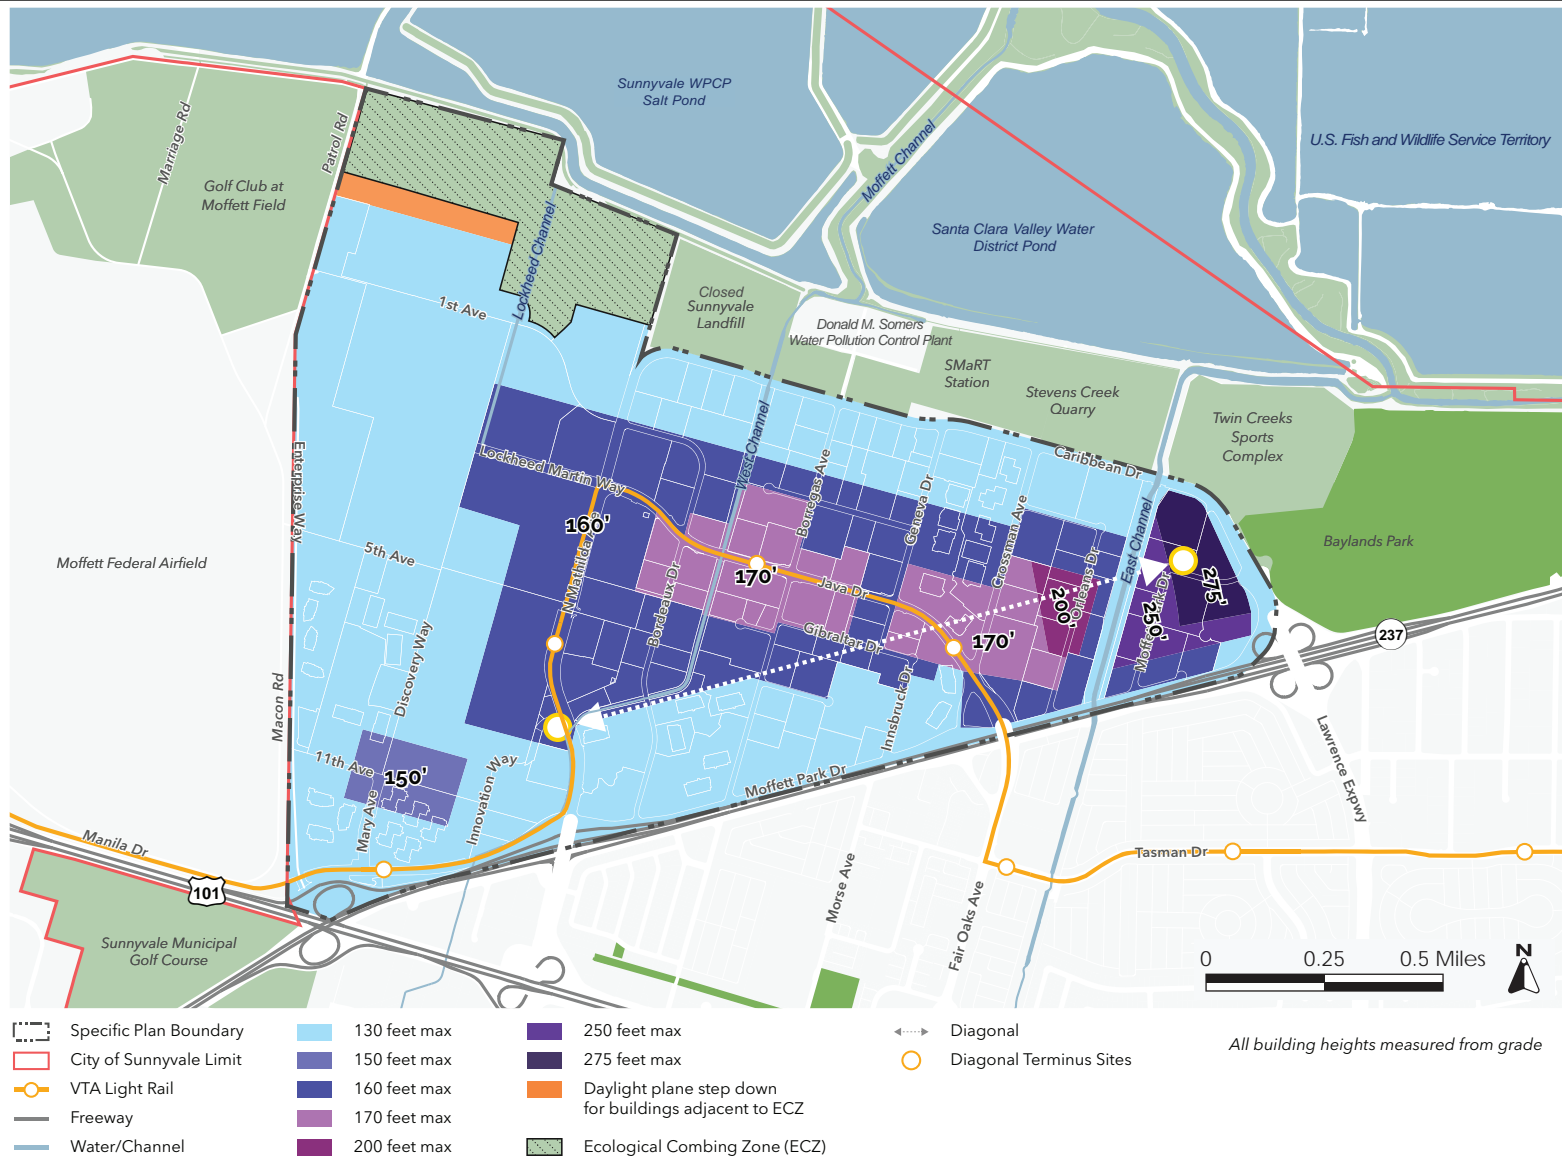 Sunnyvale WPCP
Salt Pond
U.S. Fish and Wildlife Service Territory
Marriage Rd
Patrol Rd
Moffett Channel
Golf Club at
Moffett Field
Santa Clara Valley Water
District Pond
Lockheed Channel
1st Ave
Closed
Sunnyvale
Landfill
Donald M. Somers
Water Pollution Control Plant
SMaRT
Station
Stevens Creek
Quarry
Twin Creeks
Sports
Complex
Caribbean Dr
West Channel
Borregas Ave
Lockheed Martin Way
Enterprise Way
Geneva Dr
Crossman Ave
East Channel
Baylands Park
160'
N Mathilda Ave
5th Ave
Moffett Federal Airfield
170'
Java Dr
Bordeaux Dr
Orleans Dr
200'
250'
275'
Moffett Park Dr
Gibraltar Dr
170'
237
Discovery Way
Macon Rd
Innsbruck Dr
11th Ave
150'
Mary Ave
Innovation Way
Moffett Park Dr
Lawrence Expwy
Manila Dr
101
Tasman Dr
Morse Ave
Fair Oaks Ave
Sunnyvale Municipal
Golf Course
0 0.25 0.5 Miles
N
Specific Plan Boundary
City of Sunnyvale Limit
VTA Light Rail
Freeway
Water/Channel
130 feet max
150 feet max
160 feet max
170 feet max
200 feet max
250 feet max
275 feet max
Daylight plane step down
for buildings adjacent to ECZ
Ecological Combing Zone (ECZ)
Diagonal
Diagonal Terminus Sites
All building heights measured from grade